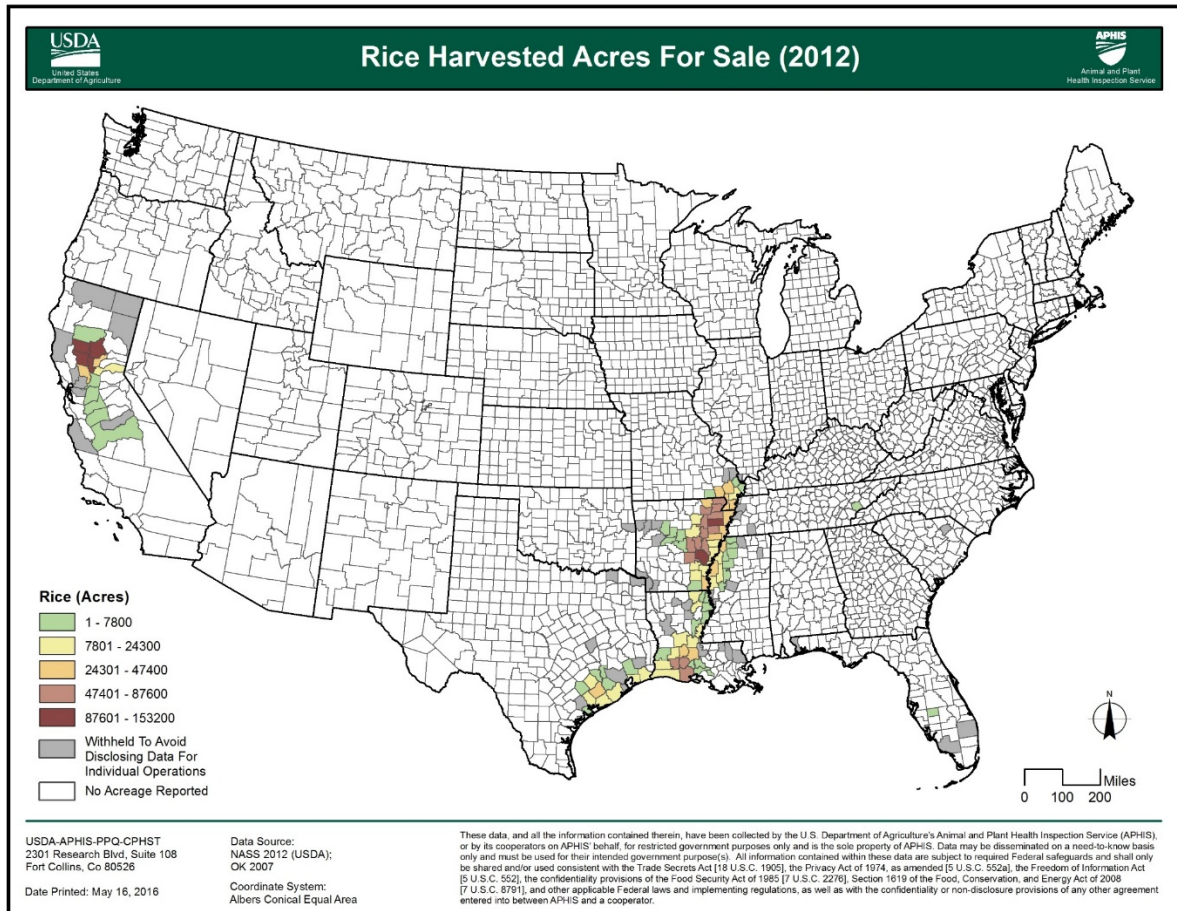 USDA
United States
Department of Agriculture
Rice Harvested Acres For Sale (2012)
APHIS
Animal and Plant
Health Inspection Service
Rice (Acres)
1 - 7800
7801 - 24300
24301 - 47400
47401 - 87600
87601 - 153200
Withheld To Avoid
Disclosing Data For
Individual Operations
No Acreage Reported
N
Miles
0 100 200
USDA-APHIS-PPQ-CPHST
2301 Research Blvd, Suite 108
Fort Collins, Co 80526
Date Printed: May 16, 2016
Data Source:
NASS 2012 (USDA);
OK 2007
Coordinate System:
Albers Conical Equal Area
These data, and all the information contained therein, have been collected by the U.S. Department of Agriculture's Animal and Plant Health Inspection Service (APHIS),
or by its cooperators on APHIS' behalf, for restricted government purposes only and is the sole property of APHIS. Data may be disseminated on a need-to-know basis
only and must be used for their intended government purpose(s). All information contained within these data are subject to required Federal safeguards and shall only
be shared and/or used consistent with the Trade Secrets Act [18 U.S.C. 1905], the Privacy Act of 1974, as amended [5 U.S.C. 552a], the Freedom of Information Act
[5 U.S.C. 552], the confidentiality provisions of the Food Security Act of 1985 [7 U.S.C. 2276], Section 1619 of the Food, Conservation, and Energy Act of 2008
[7 U.S.C. 8791], and other applicable Federal laws and implementing regulations, as well as with the confidentiality or non-disclosure provisions of any other agreement
entered into between APHIS and a cooperator.